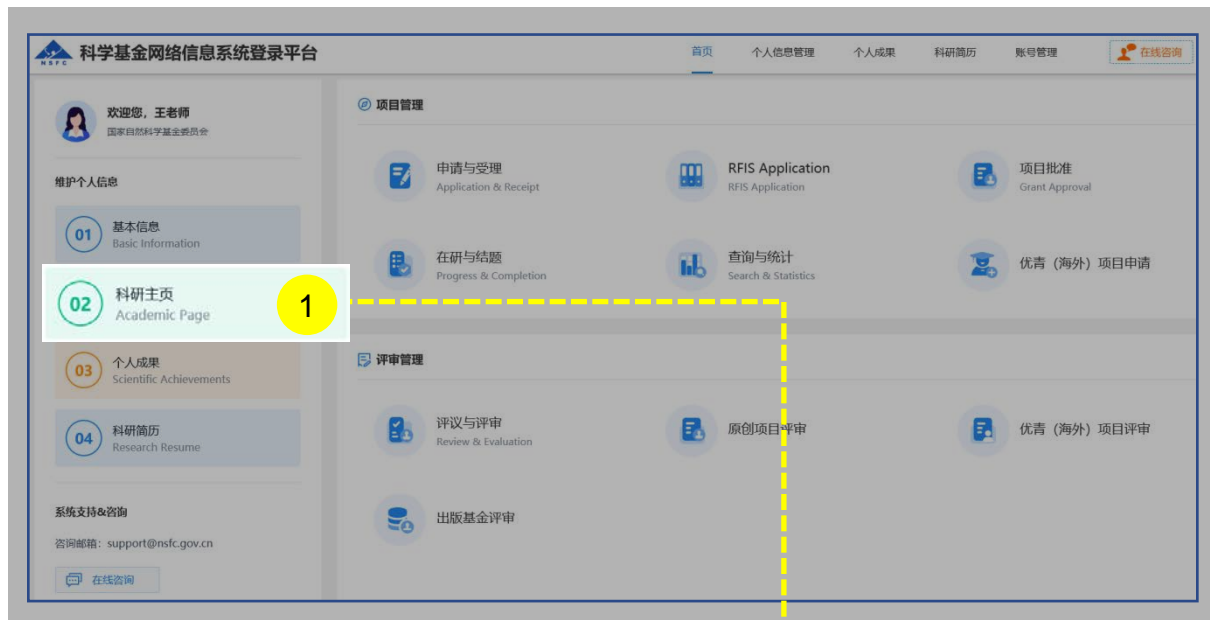 NSFC
科学基金网络信息系统登录平台
首页 个人信息管理 个人成果 科研简历 账号管理 在线咨询
欢迎您，王老师
国家自然科学基金委员会
维护个人信息
01 基本信息
Basic Information
02 科研主页
Academic Page
1
03 个人成果
Scientific Achievements
04 科研简历
Research Resume
系统支持&咨询
咨询邮箱：support@nsfc.gov.cn
在线咨询
项目管理
申请与受理
Application & Receipt
RFIS Application
RFIS Application
项目批准
Grant Approval
在研与结题
Progress & Completion
查询与统计
Search & Statistics
优青（海外）项目申请
评审管理
评议与评审
Review & Evaluation
原创项目评审
优青（海外）项目评审
出版基金评审